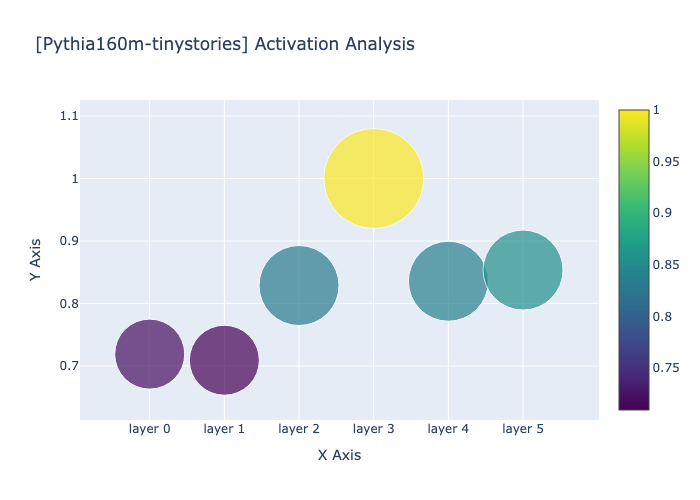 [Pythia160m-tinystories] Activation Analysis
1.1
1
0.9
0.8
0.7
Y Axis
layer 0
layer 1
layer 2
layer 3
layer 4
layer 5
X Axis
1
0.95
0.9
0.85
0.8
0.75